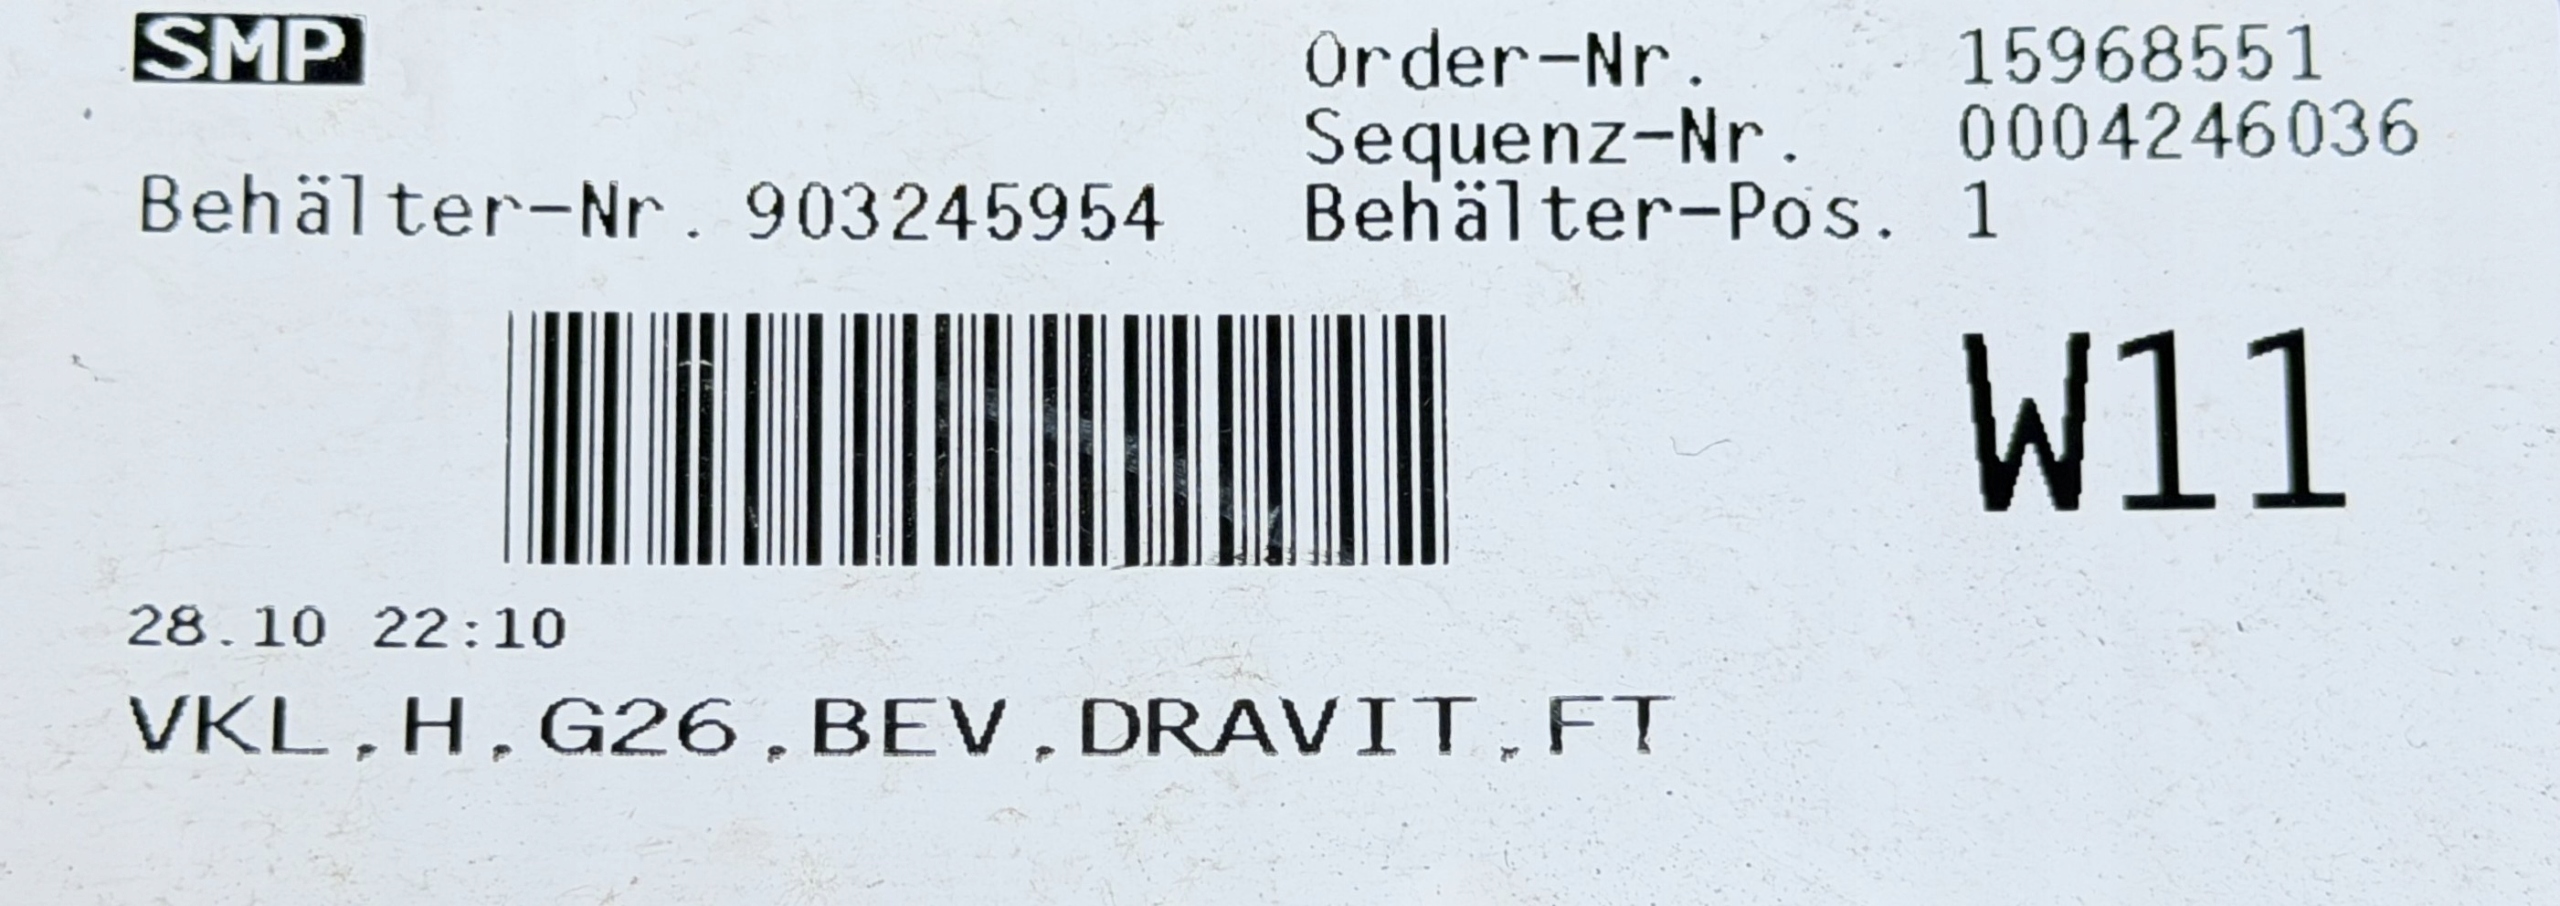 SMP
Order-Nr. 15968551
Sequenz-Nr. 0004246036
Behälter-Nr. 903245954 Behälter-Pos. 1
W11
28.10 22:10
VKL,H,G26,BEV,DRAVIT,FT